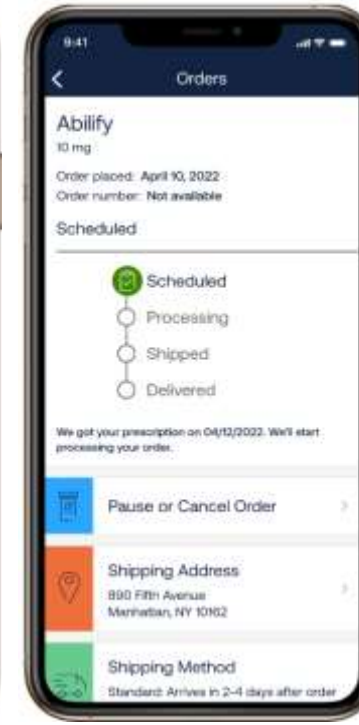 9:41
Orders
Abilify
10 mg
Order placed: April 10, 2022
Order number: Not available
Scheduled
Scheduled
Processing
Shipped
Delivered
We got your prescription on 04/12/2022. We'll start
processing your order.
Pause or Cancel Order
Shipping Address
890 Fifth Avenue
Manhattan, NY 10162
Shipping Method
Standard: Arrives in 2-4 days after order